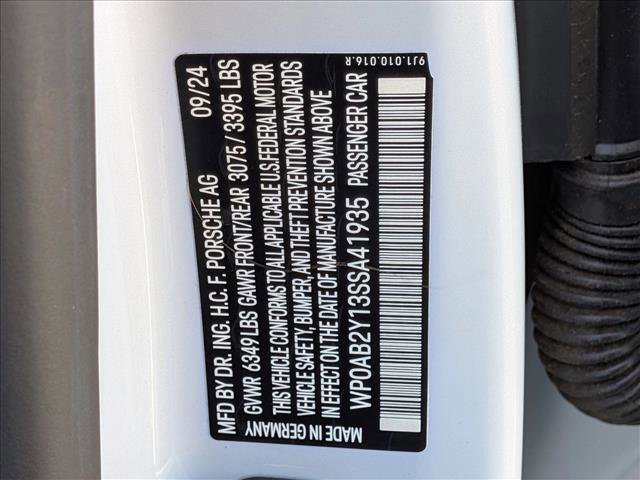 9J1.010.016.R
MFD BY DR. ING. H.C. F. PORSCHE AG 09/24
GVWR 6349 LBS GAWR FRONT/REAR 3075 / 3395 LBS
THIS VEHICLE CONFORMS TO ALL APPLICABLE U.S. FEDERAL MOTOR
VEHICLE SAFETY, BUMPER, AND THEFT PREVENTION STANDARDS
IN EFFECT ON THE DATE OF MANUFACTURE SHOWN ABOVE
WP0AB2Y13SSA41935 PASSENGER CAR
MADE IN GERMANY